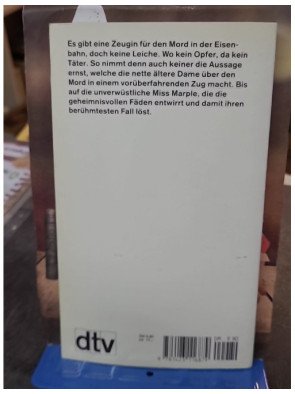 Es gibt eine Zeugin für den Mord in der Eisen-
bahn, doch keine Leiche. Wo kein Opfer, da kein
Täter. So nimmt denn auch keiner die Aussage
ernst, welche die nette ältere Dame über den
Mord in einem vorüberfahrenden Zug macht. Bis
auf die unverwüstliche Miss Marple, die die
geheimnisvollen Fäden entwirrt und damit ihren
berühmtesten Fall löst.
dtv